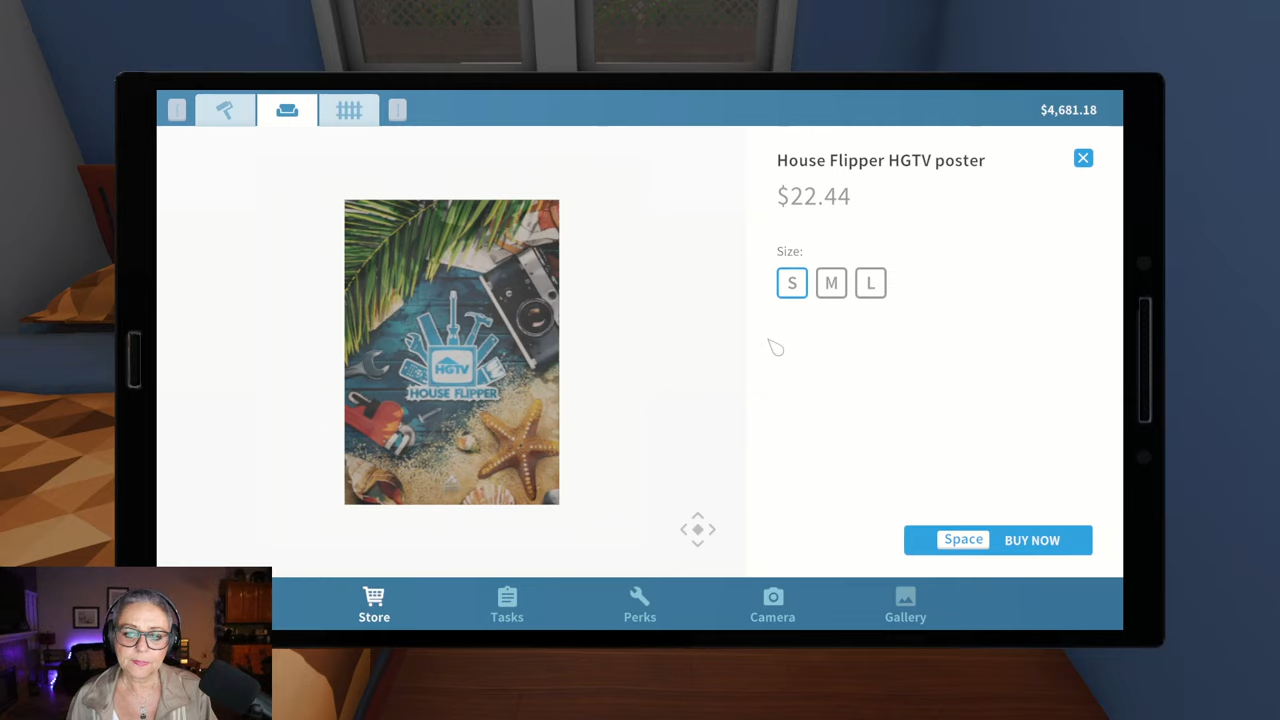 $4,681.18
House Flipper HGTV poster
$22.44
Size:
S M L
HGTV
HOUSE FLIPPER
Space BUY NOW
Store Tasks Perks Camera Gallery